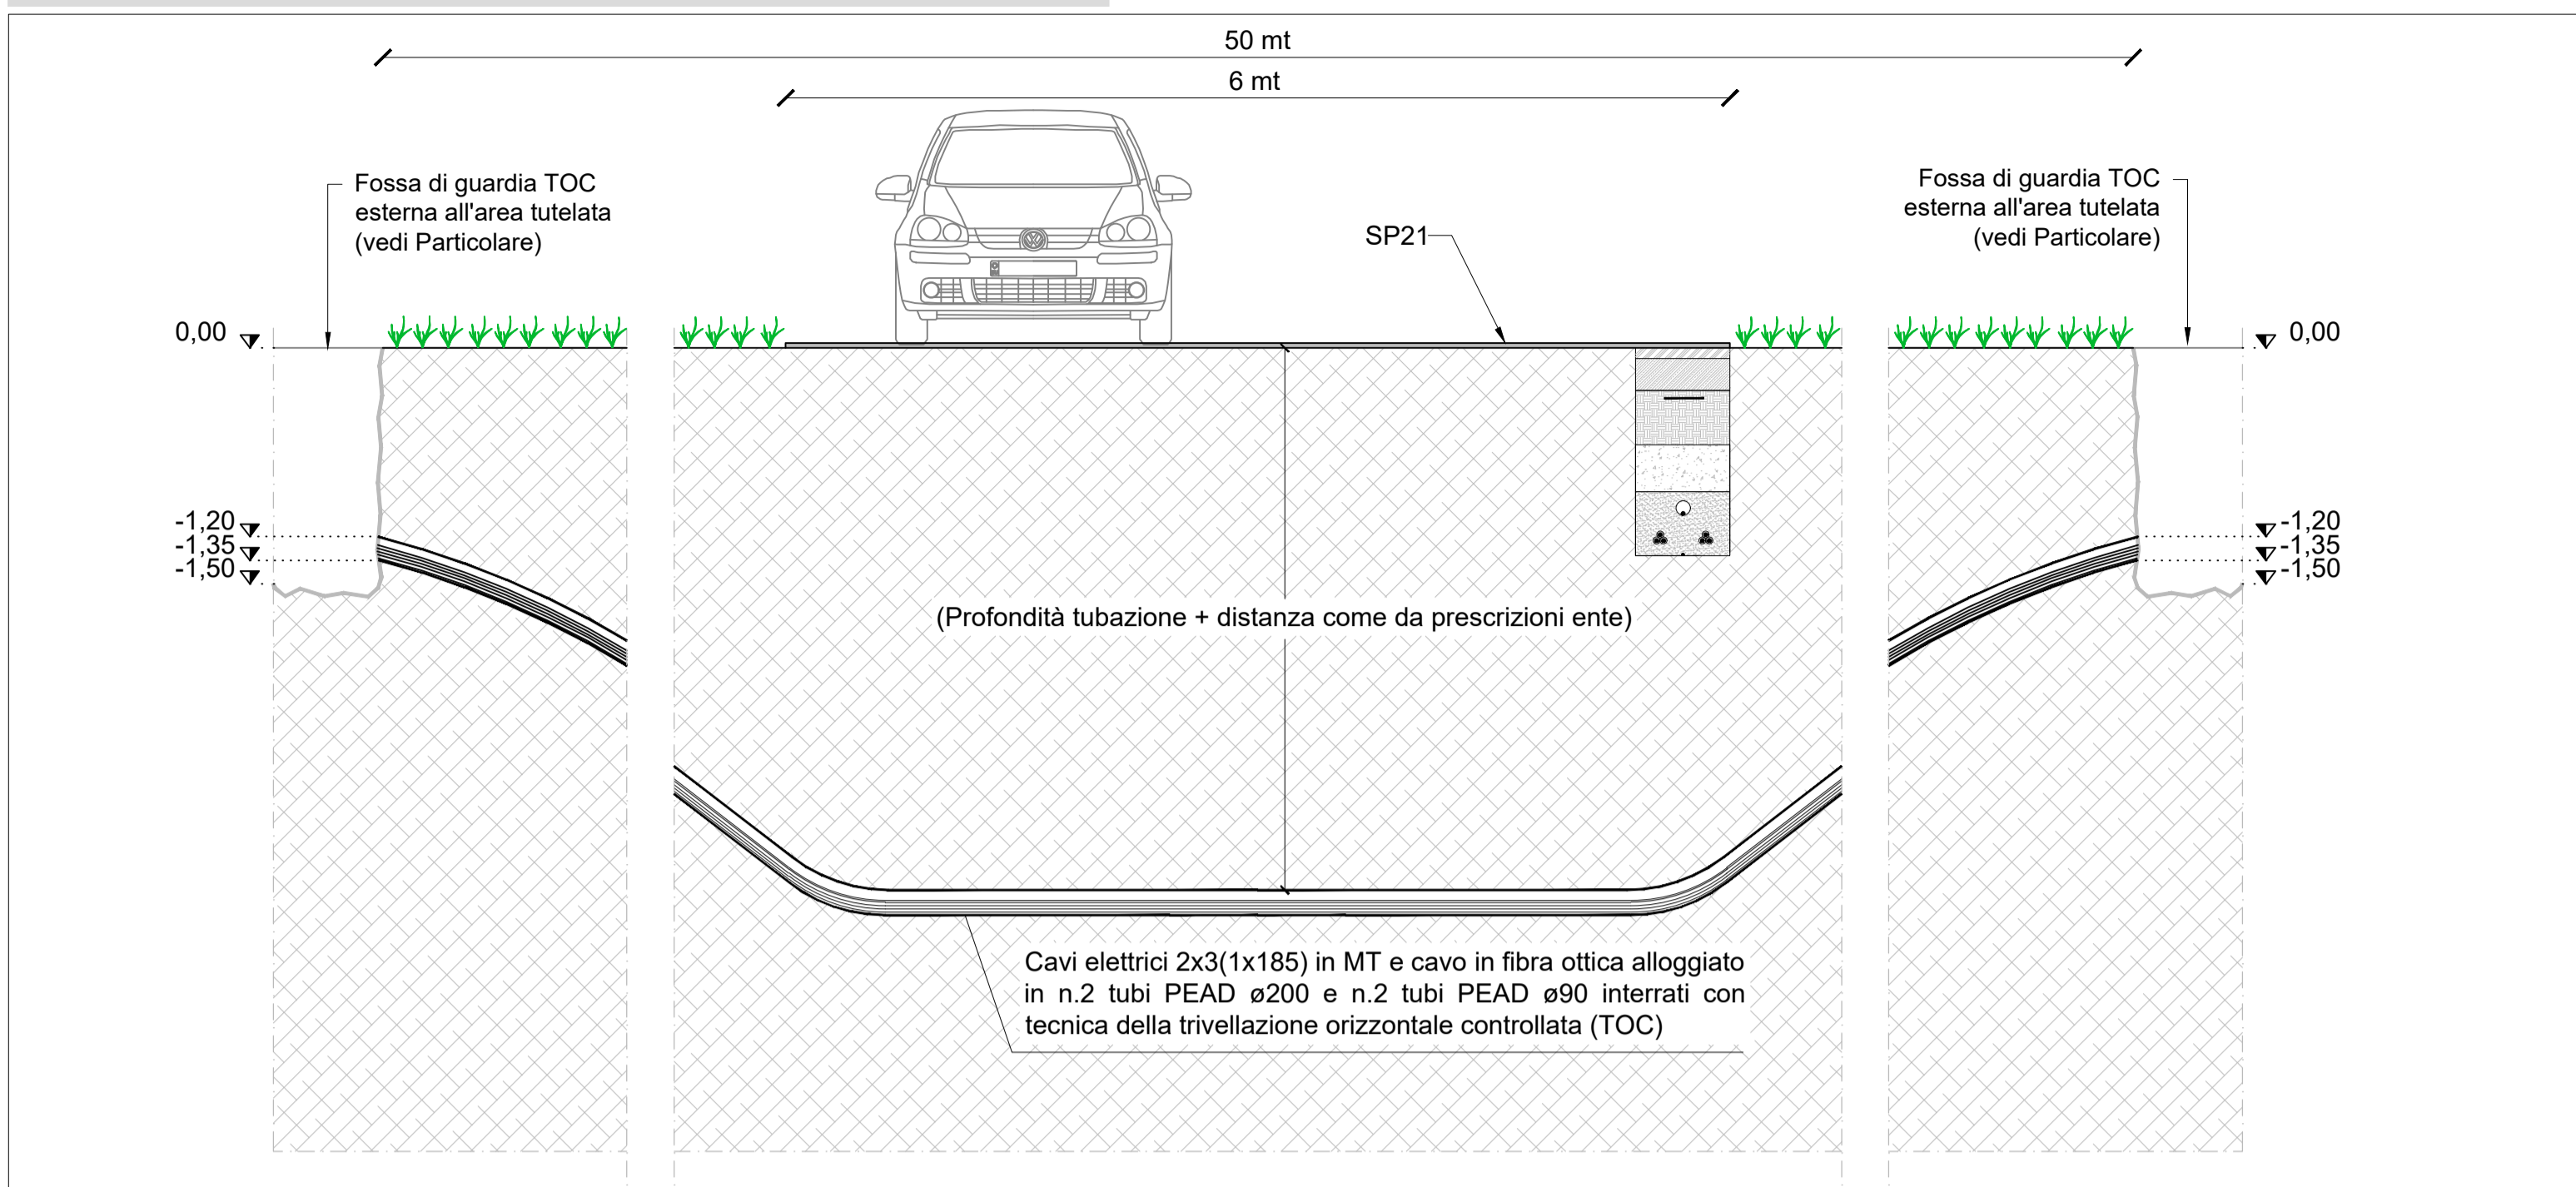 50 mt
6 mt
Fossa di guardia TOC
esterna all'area tutelata
(vedi Particolare)
SP21
Fossa di guardia TOC
esterna all'area tutelata
(vedi Particolare)
0,00
0,00
-1,20
-1,35
-1,50
-1,20
-1,35
-1,50
(Profondità tubazione + distanza come da prescrizioni ente)
Cavi elettrici 2x3(1x185) in MT e cavo in fibra ottica alloggiato
in n.2 tubi PEAD ø200 e n.2 tubi PEAD ø90 interrati con
tecnica della trivellazione orizzontale controllata (TOC)